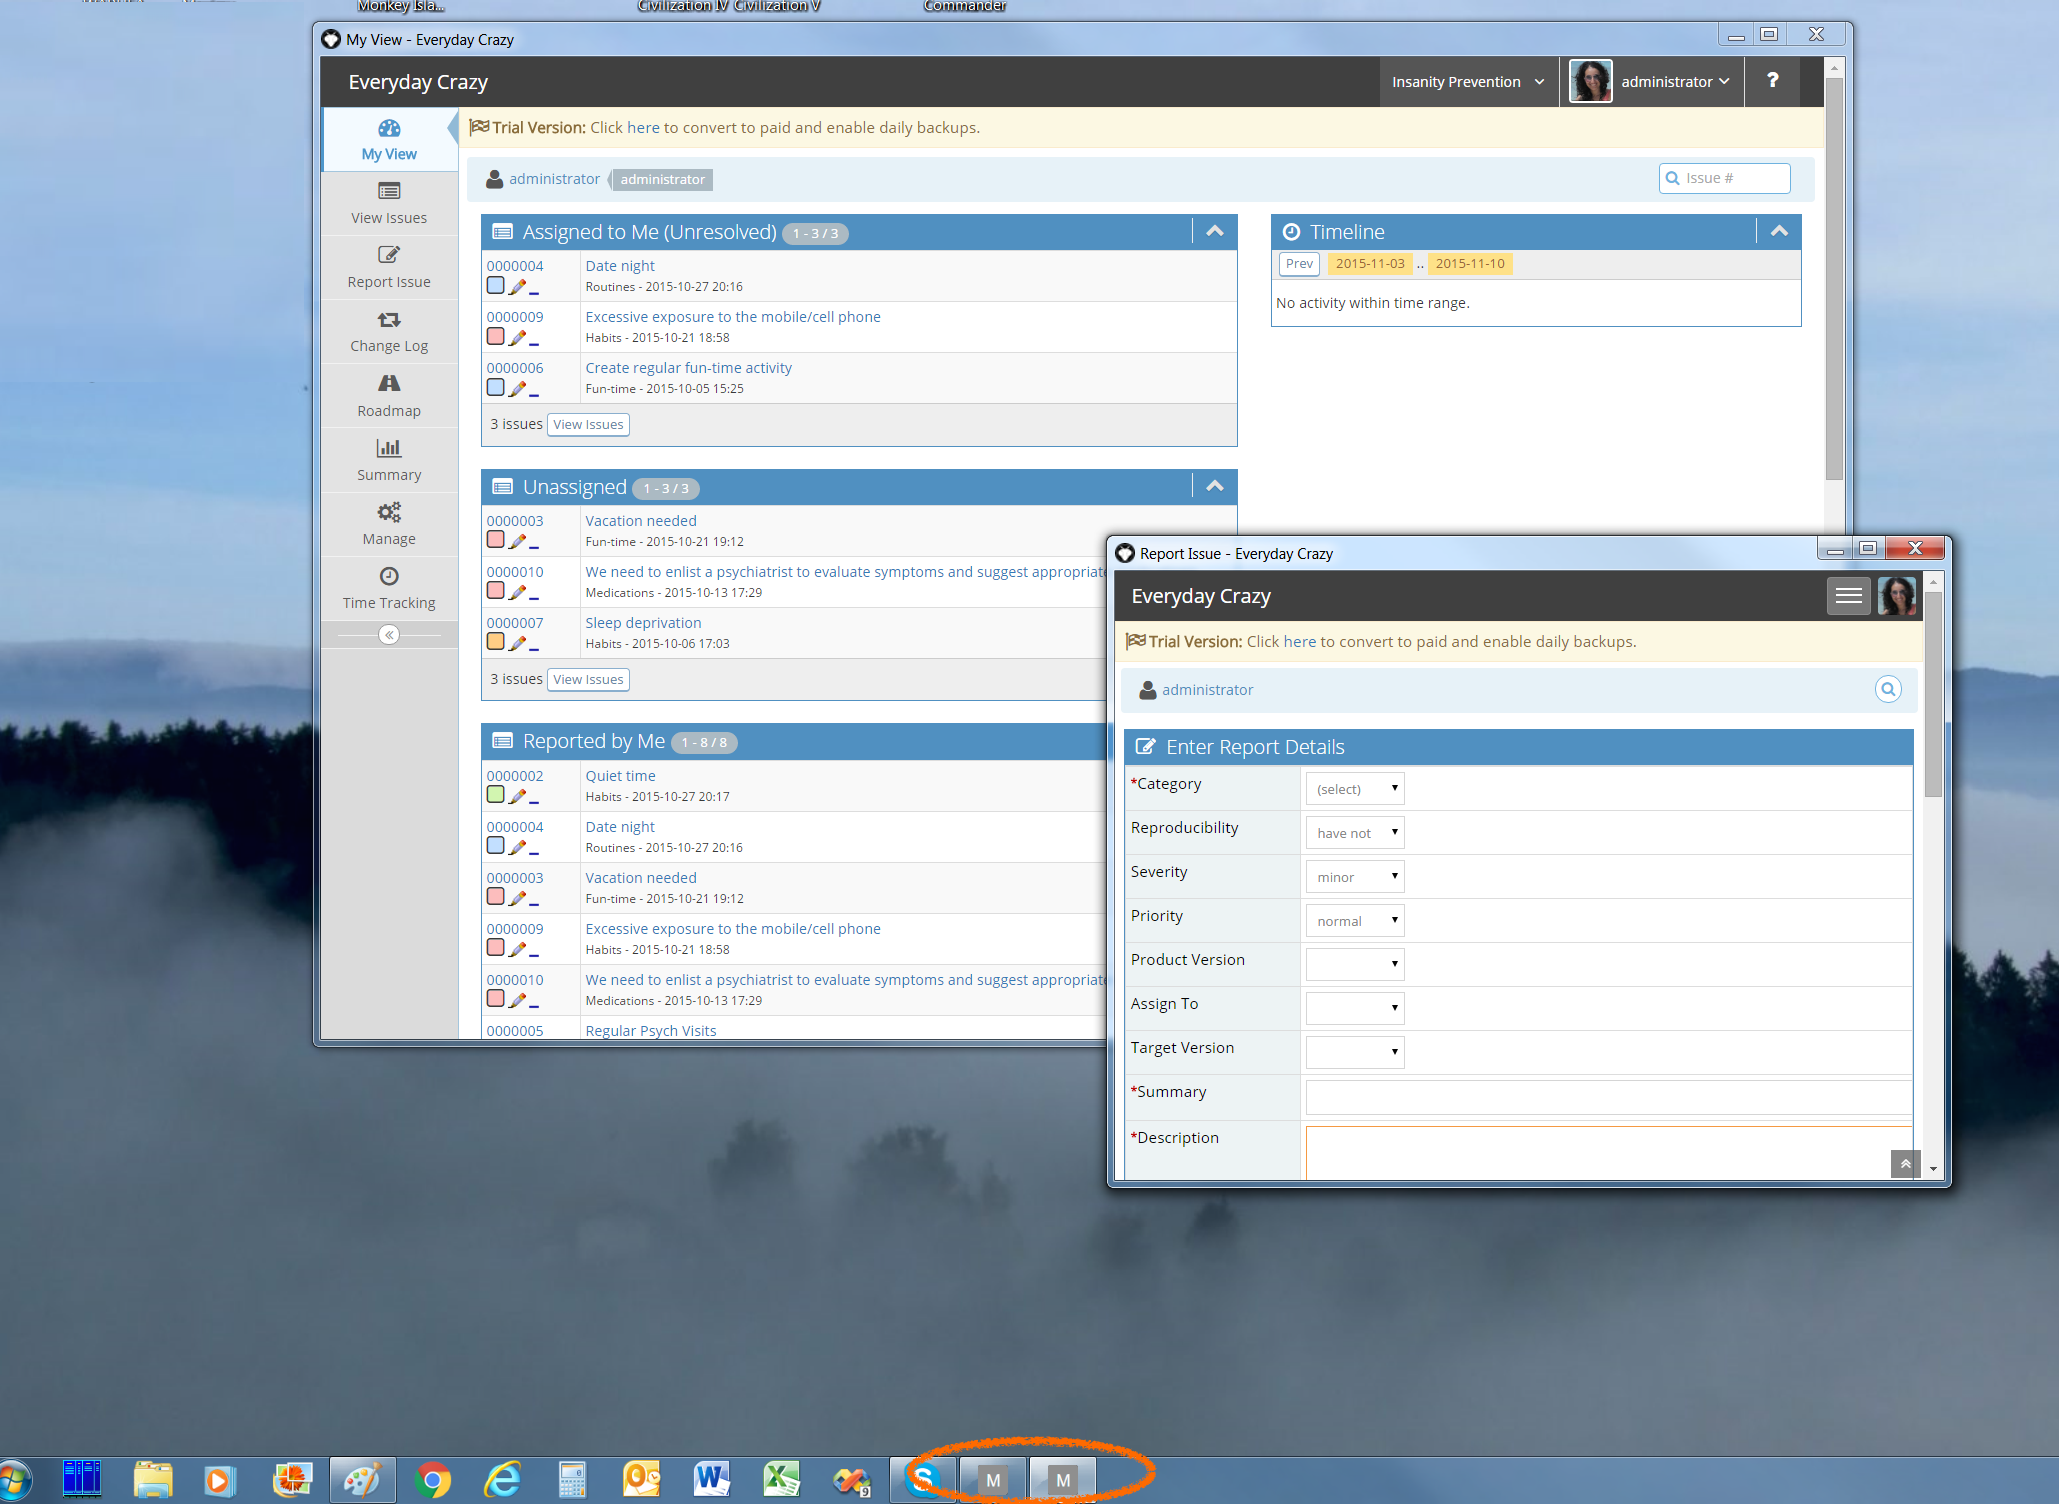 Monkey Isla...
Civilization IV Civilization V
Commander
My View - Everyday Crazy
Everyday Crazy
Insanity Prevention
administrator
?
My View
View Issues
Report Issue
Change Log
Roadmap
Summary
Manage
Time Tracking
Trial Version: Click here to convert to paid and enable daily backups.
administrator administrator
Issue #
Assigned to Me (Unresolved) 1 - 3 / 3
0000004 Date night
Routines - 2015-10-27 20:16
0000009 Excessive exposure to the mobile/cell phone
Habits - 2015-10-21 18:58
0000006 Create regular fun-time activity
Fun-time - 2015-10-05 15:25
3 issues View Issues
Timeline
Prev 2015-11-03 .. 2015-11-10
No activity within time range.
Unassigned 1 - 3 / 3
0000003 Vacation needed
Fun-time - 2015-10-21 19:12
0000010 We need to enlist a psychiatrist to evaluate symptoms and suggest appropriate
Medications - 2015-10-13 17:29
0000007 Sleep deprivation
Habits - 2015-10-06 17:03
3 issues View Issues
Reported by Me 1 - 8 / 8
0000002 Quiet time
Habits - 2015-10-27 20:17
0000004 Date night
Routines - 2015-10-27 20:16
0000003 Vacation needed
Fun-time - 2015-10-21 19:12
0000009 Excessive exposure to the mobile/cell phone
Habits - 2015-10-21 18:58
0000010 We need to enlist a psychiatrist to evaluate symptoms and suggest appropriate
Medications - 2015-10-13 17:29
0000005 Regular Psych Visits
Report Issue - Everyday Crazy
Everyday Crazy
Trial Version: Click here to convert to paid and enable daily backups.
administrator
Enter Report Details
*Category (select)
Reproducibility have not
Severity minor
Priority normal
Product Version
Assign To
Target Version
*Summary
*Description
M M